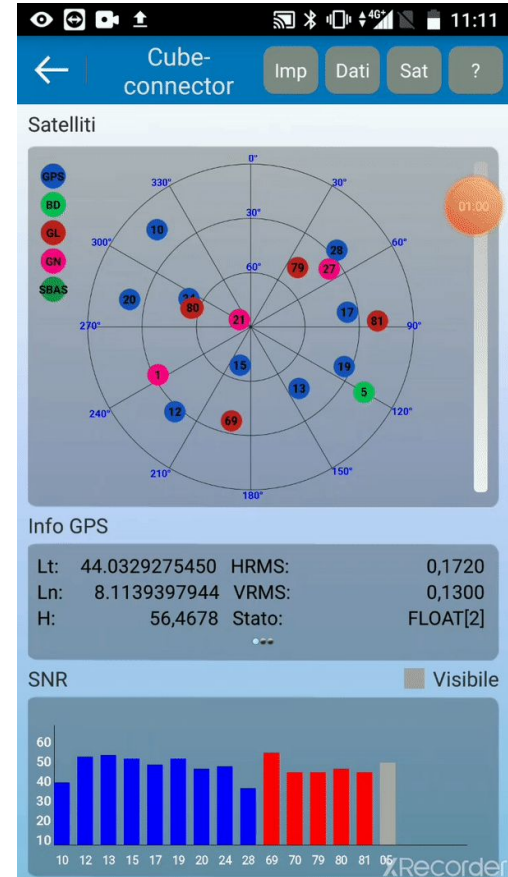 4G+ 11:11
Cube-
connector
Imp Dati Sat ?
Satelliti
01:00
GPS
BD
GL
GN
SBAS
0°
330° 30°
30°
300° 60°
60°
270° 90°
240° 120°
210° 150°
180°
10
28
79 27
20 24
80 17
21 81
15 19
1
13 5
12
69
Info GPS
Lt: 44.0329275450 HRMS: 0,1720
Ln: 8.1139397944 VRMS: 0,1300
H: 56,4678 Stato: FLOAT[2]
SNR Visibile
60
50
40
30
20
10
10 12 13 15 17 19 20 24 28 69 70 79 80 81 05
XRecorder